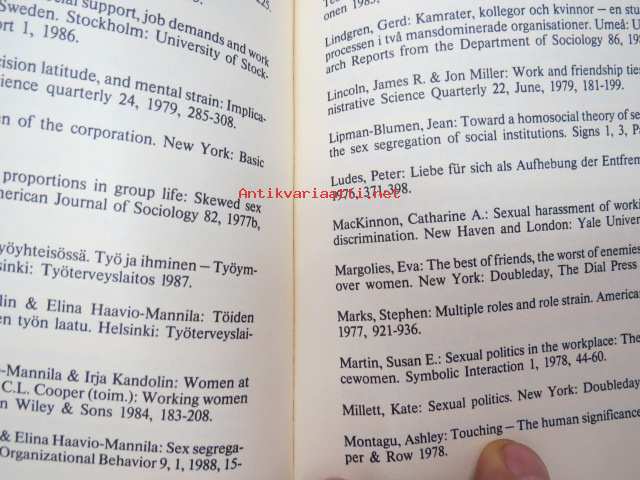 cial support, job demands and work
Sweden. Stockholm: University of Stock-
ort 1, 1986.
cision latitude, and mental strain: Implica-
cience quarterly 24, 1979, 285-308.
en of the corporation. New York: Basic
proportions in group life: Skewed sex
merican Journal of Sociology 82, 1977b,
yöyhteisössä. Työ ja ihminen — Työym-
sinki: Työterveyslaitos 1987.
lin & Elina Haavio-Mannila: Töiden
en työn laatu. Helsinki: Työterveyslai-
o-Mannila & Irja Kandolin: Women at
C.L. Cooper (toim.): Working women
n Wiley & Sons 1984, 183-208.
& Elina Haavio-Mannila: Sex segrega-
Organizational Behavior 9, 1, 1988, 15-
onen 1985.
Lindgren, Gerd: Kamrater, kollegor och kvinnor — en stu
processen i två mansdominerade organisationer. Umeå: Un
arch Reports from the Department of Sociology 86, 198
Lincoln, James R. & Jon Miller: Work and friendship ties
nistrative Science Quarterly 22, June, 1979, 181-199.
Lipman-Blumen, Jean: Toward a homosocial theory of se
the sex segregation of social institutions. Signs 1, 3, Pa
Ludes, Peter: Liebe für sich als Aufhebung der Entfrem
1976, 371-398.
MacKinnon, Catharine A.: Sexual harassment of worki
discrimination. New Haven and London: Yale Univer
Margolies, Eva: The best of friends, the worst of enemies
over women. New York: Doubleday, The Dial Press
Marks, Stephen: Multiple roles and role strain. American
1977, 921-936.
Martin, Susan E.: Sexual politics in the workplace: The
cewomen. Symbolic Interaction 1, 1978, 44-60.
Millett, Kate: Sexual politics. New York: Doubleday
Montagu, Ashley: Touching — The human significance
per & Row 1978.
Antikvariaatti.net